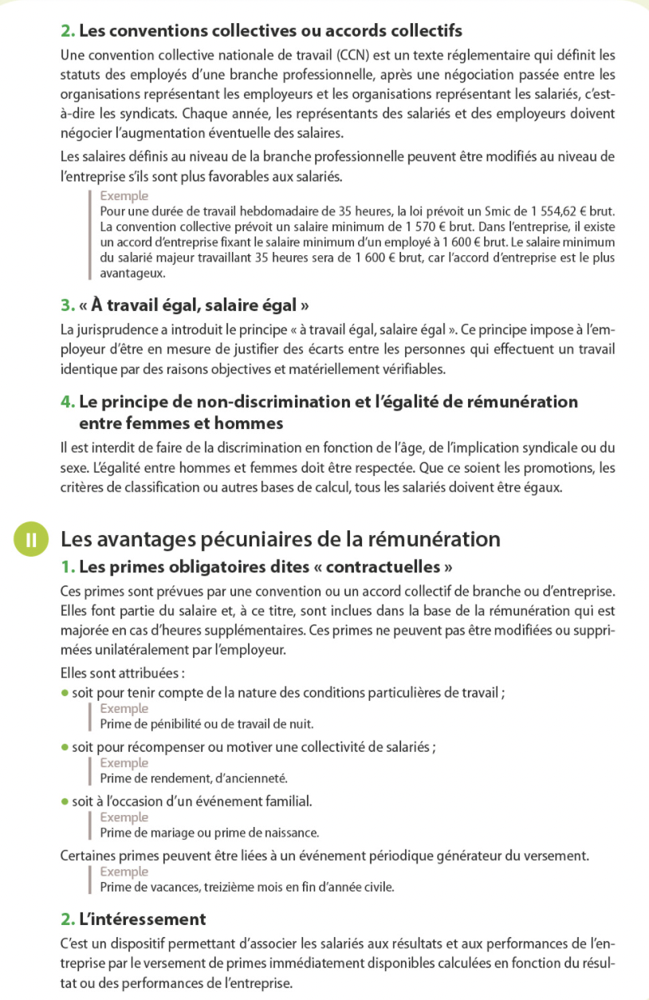 2. Les conventions collectives ou accords collectifs
Une convention collective nationale de travail (CCN) est un texte réglementaire qui définit les
statuts des employés d’une branche professionnelle, après une négociation passée entre les
organisations représentant les employeurs et les organisations représentant les salariés, c’est-
à-dire les syndicats. Chaque année, les représentants des salariés et des employeurs doivent
négocier l’augmentation éventuelle des salaires.
Les salaires définis au niveau de la branche professionnelle peuvent être modifiés au niveau de
l’entreprise s’ils sont plus favorables aux salariés.
Exemple
Pour une durée de travail hebdomadaire de 35 heures, la loi prévoit un Smic de 1 554,62 € brut.
La convention collective prévoit un salaire minimum de 1 570 € brut. Dans l’entreprise, il existe
un accord d’entreprise fixant le salaire minimum d’un employé à 1 600 € brut. Le salaire minimum
du salarié majeur travaillant 35 heures sera de 1 600 € brut, car l’accord d’entreprise est le plus
avantageux.
3. « À travail égal, salaire égal »
La jurisprudence a introduit le principe « à travail égal, salaire égal ». Ce principe impose à l’em-
ployeur d’être en mesure de justifier des écarts entre les personnes qui effectuent un travail
identique par des raisons objectives et matériellement vérifiables.
4. Le principe de non-discrimination et l’égalité de rémunération
entre femmes et hommes
Il est interdit de faire de la discrimination en fonction de l’âge, de l’implication syndicale ou du
sexe. L’égalité entre hommes et femmes doit être respectée. Que ce soient les promotions, les
critères de classification ou autres bases de calcul, tous les salariés doivent être égaux.
II Les avantages pécuniaires de la rémunération
1. Les primes obligatoires dites « contractuelles »
Ces primes sont prévues par une convention ou un accord collectif de branche ou d’entreprise.
Elles font partie du salaire et, à ce titre, sont inclues dans la base de la rémunération qui est
majorée en cas d’heures supplémentaires. Ces primes ne peuvent pas être modifiées ou suppri-
mées unilatéralement par l’employeur.
Elles sont attribuées :
• soit pour tenir compte de la nature des conditions particulières de travail ;
Exemple
Prime de pénibilité ou de travail de nuit.
• soit pour récompenser ou motiver une collectivité de salariés ;
Exemple
Prime de rendement, d’ancienneté.
• soit à l’occasion d’un événement familial.
Exemple
Prime de mariage ou prime de naissance.
Certaines primes peuvent être liées à un événement périodique générateur du versement.
Exemple
Prime de vacances, treizième mois en fin d’année civile.
2. L’intéressement
C’est un dispositif permettant d’associer les salariés aux résultats et aux performances de l’en-
treprise par le versement de primes immédiatement disponibles calculées en fonction du résul-
tat ou des performances de l’entreprise.